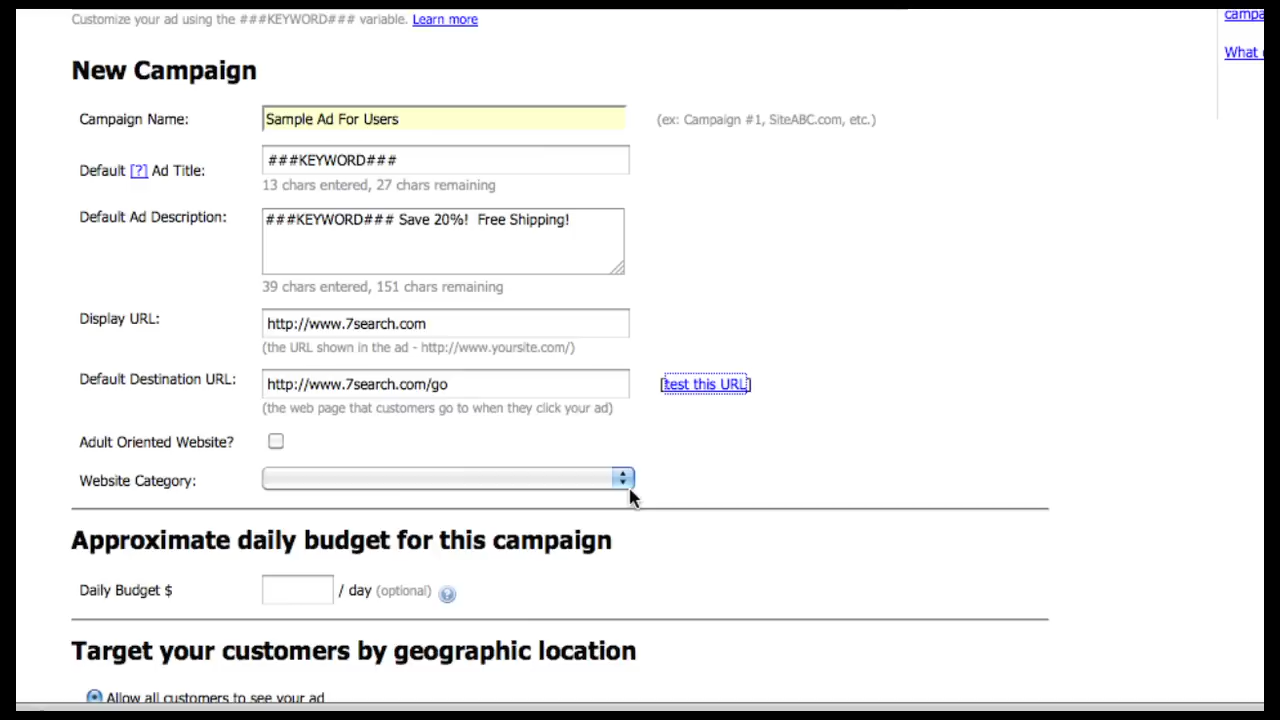 Customize your ad using the ###KEYWORD### variable. Learn more
What
New Campaign
Campaign Name: Sample Ad For Users (ex: Campaign #1, SiteABC.com, etc.)
Default [?] Ad Title: ###KEYWORD###
13 chars entered, 27 chars remaining
Default Ad Description: ###KEYWORD### Save 20%!  Free Shipping!
39 chars entered, 151 chars remaining
Display URL: http://www.7search.com
(the URL shown in the ad - http://www.yoursite.com/)
Default Destination URL: http://www.7search.com/go [test this URL]
(the web page that customers go to when they click your ad)
Adult Oriented Website?
Website Category:
Approximate daily budget for this campaign
Daily Budget $ / day (optional) ?
Target your customers by geographic location
Allow all customers to see your ad